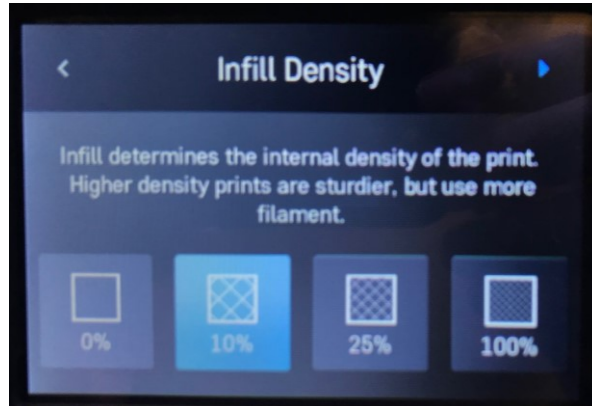 Infill Density
Infill determines the internal density of the print.
Higher density prints are sturdier, but use more
filament.
0%
10%
25%
100%